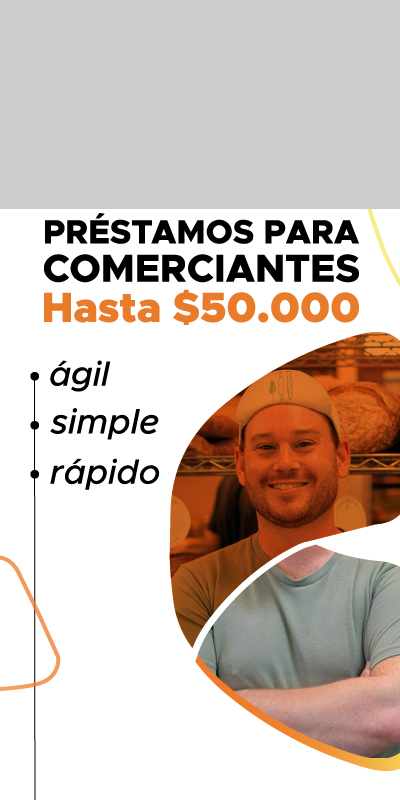 PRÉSTAMOS PARA
COMERCIANTES
Hasta $50.000
ágil
simple
rápido